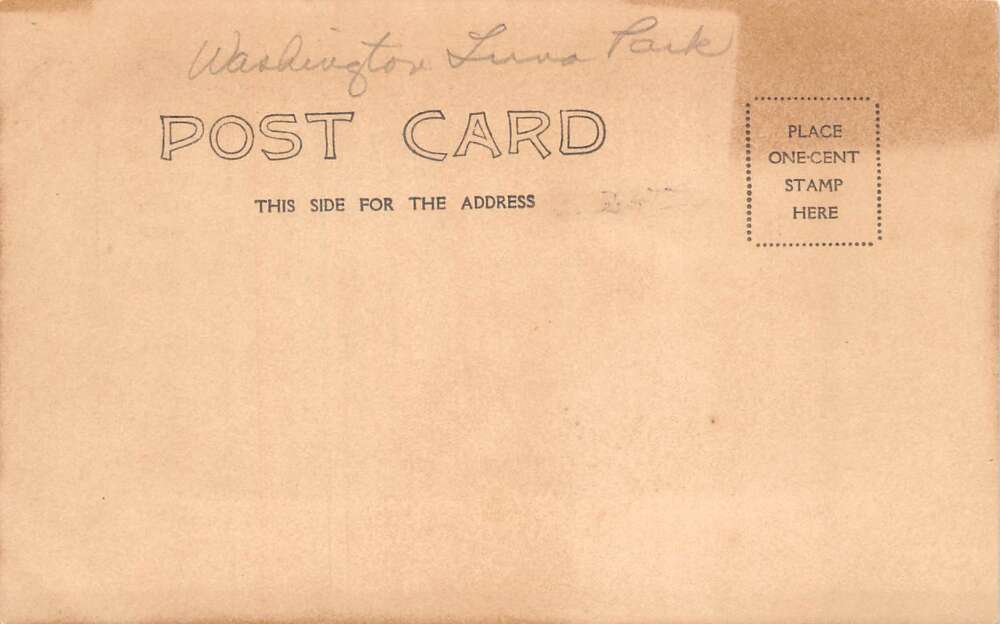 Washington Luna Park
POST CARD
THIS SIDE FOR THE ADDRESS
PLACE
ONE-CENT
STAMP
HERE